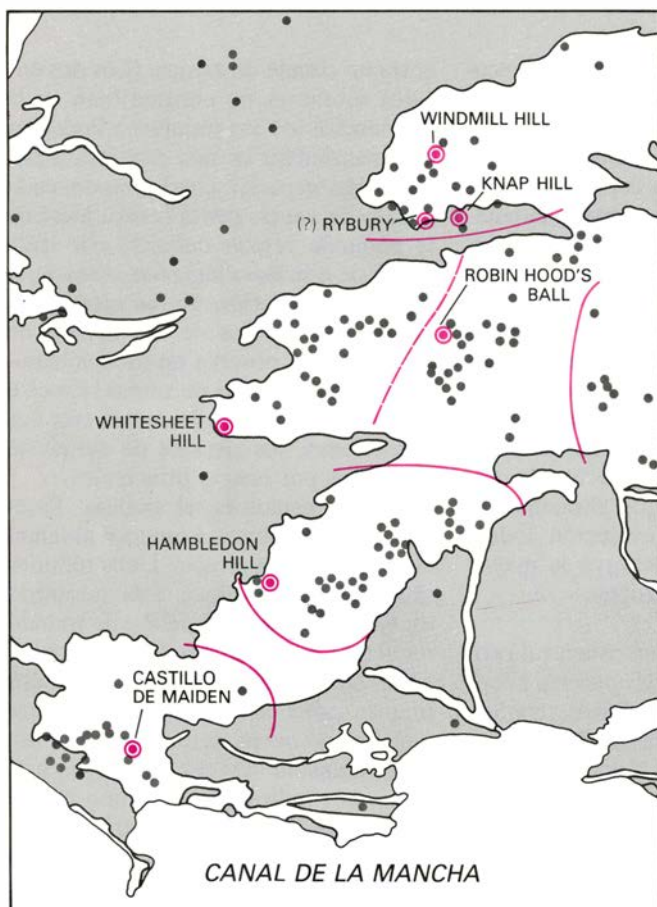 WINDMILL HILL
KNAP HILL
(?) RYBURY
ROBIN HOOD'S
BALL
WHITESHEET
HILL
HAMBLEDON
HILL
CASTILLO
DE MAIDEN
CANAL DE LA MANCHA